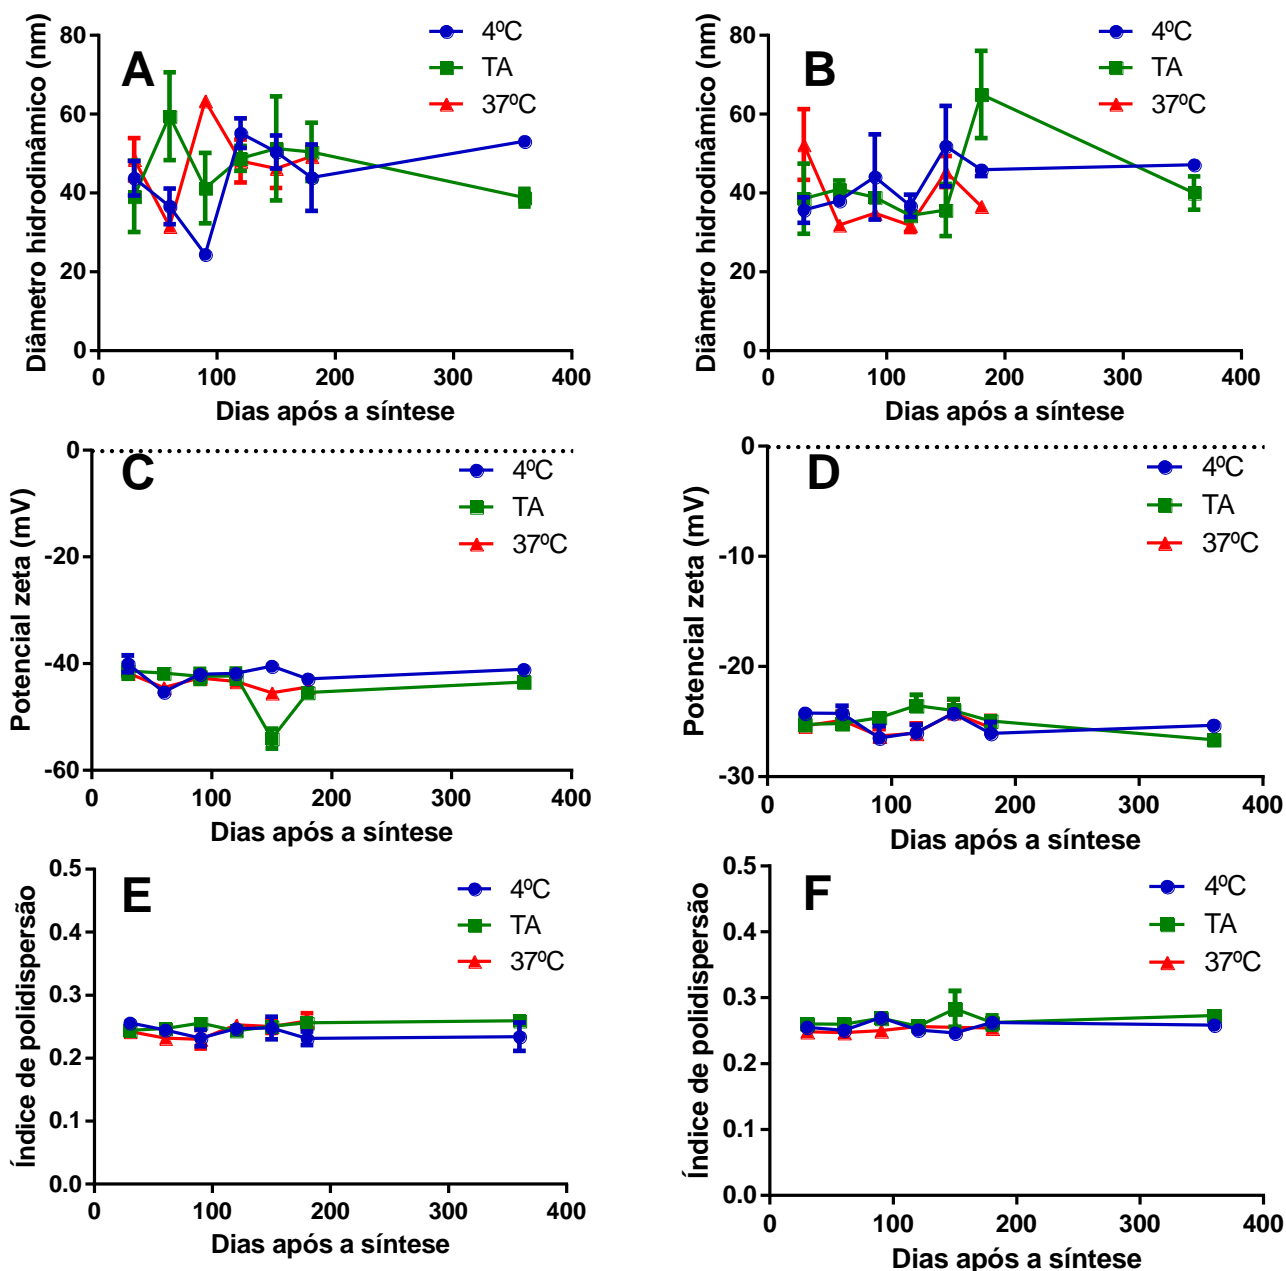 A
4ºC
TA
37ºC
Diâmetro hidrodinâmico (nm)
80
60
40
20
0
0 100 200 300 400
Dias após a síntese
B
4ºC
TA
37ºC
Diâmetro hidrodinâmico (nm)
80
60
40
20
0
0 100 200 300 400
Dias após a síntese
C
4ºC
TA
37ºC
Potencial zeta (mV)
0
-20
-40
-60
0 100 200 300 400
Dias após a síntese
D
4ºC
TA
37ºC
Potencial zeta (mV)
0
-10
-20
-30
0 100 200 300 400
Dias após a síntese
E
4ºC
TA
37ºC
Índice de polidispersão
0.5
0.4
0.3
0.2
0.1
0.0
0 100 200 300 400
Dias após a síntese
F
4ºC
TA
37ºC
Índice de polidispersão
0.5
0.4
0.3
0.2
0.1
0.0
0 100 200 300 400
Dias após a síntese